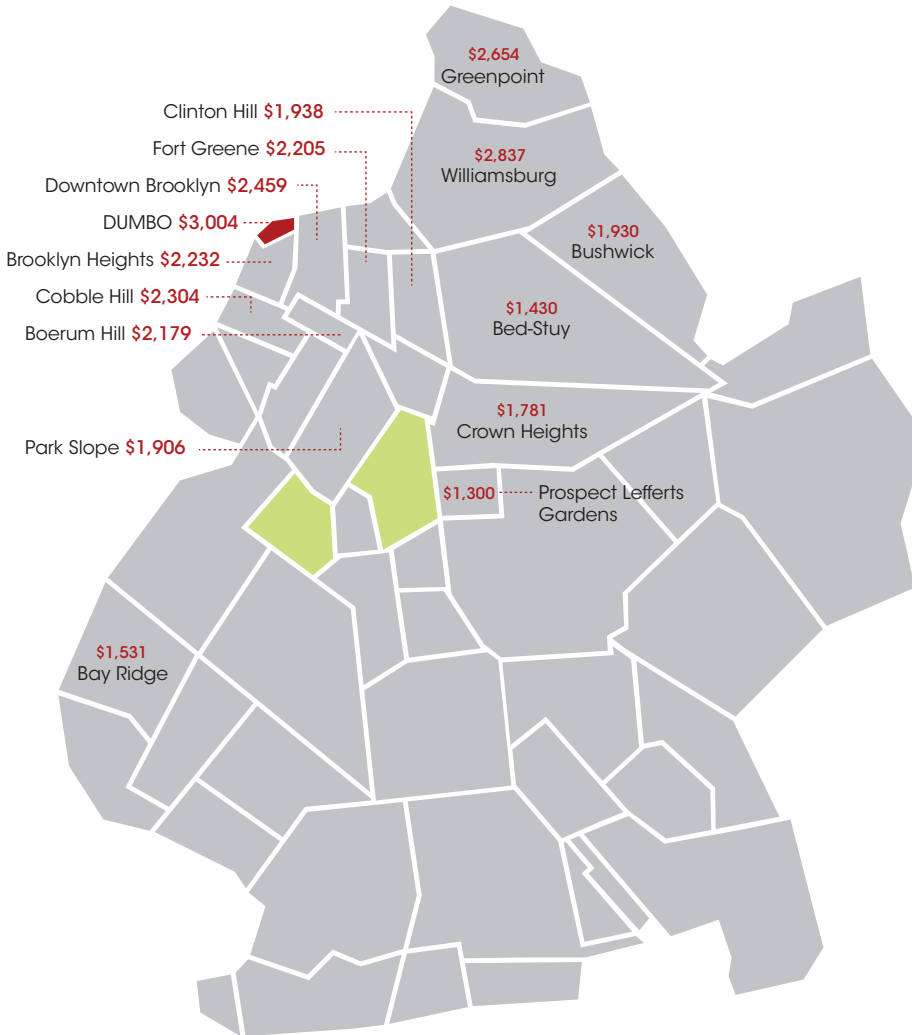 $2,654
Greenpoint
Clinton Hill $1,938
Fort Greene $2,205
$2,837
Williamsburg
Downtown Brooklyn $2,459
DUMBO $3,004
$1,930
Bushwick
Brooklyn Heights $2,232
Cobble Hill $2,304
$1,430
Bed-Stuy
Boerum Hill $2,179
$1,781
Crown Heights
Park Slope $1,906
$1,300 Prospect Lefferts
Gardens
$1,531
Bay Ridge